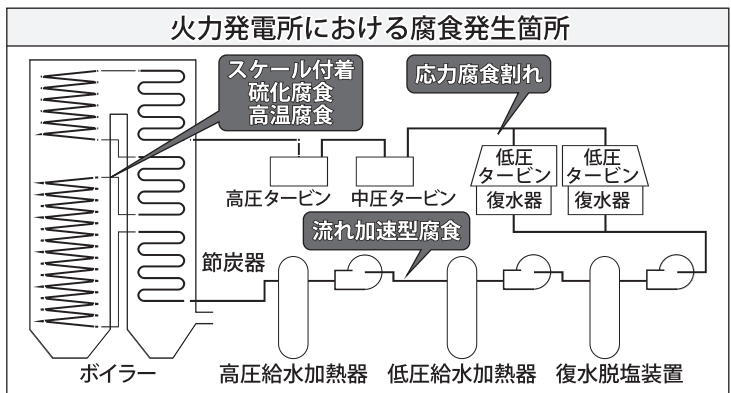 火力発電所における腐食発生箇所
スケール付着
硫化腐食
高温腐食
応力腐食割れ
低圧
タービン
復水器
低圧
タービン
復水器
高圧タービン
中圧タービン
流れ加速型腐食
節炭器
ボイラー
高圧給水加熱器
低圧給水加熱器
復水脱塩装置